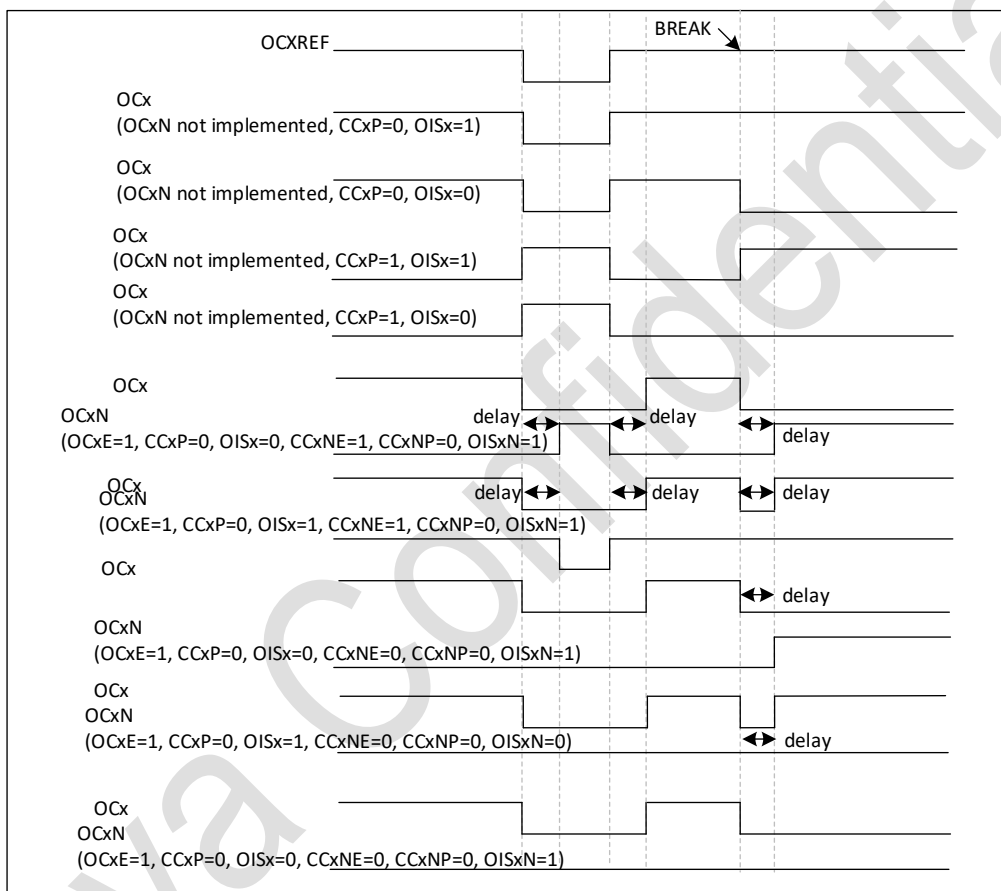 OCXREF
BREAK
OCx
(OCxN not implemented, CCxP=0, OISx=1)
OCx
(OCxN not implemented, CCxP=0, OISx=0)
OCx
(OCxN not implemented, CCxP=1, OISx=1)
OCx
(OCxN not implemented, CCxP=1, OISx=0)
OCx
OCxN
delay
delay
delay
(OCxE=1, CCxP=0, OISx=0, CCxNE=1, CCxNP=0, OISxN=1)
OCx
delay
delay
delay
OCxN
(OCxE=1, CCxP=0, OISx=1, CCxNE=1, CCxNP=0, OISxN=1)
OCx
delay
OCxN
(OCxE=1, CCxP=0, OISx=0, CCxNE=0, CCxNP=0, OISxN=1)
OCx
OCxN
(OCxE=1, CCxP=0, OISx=1, CCxNE=0, CCxNP=0, OISxN=0)
delay
OCx
OCxN
(OCxE=1, CCxP=0, OISx=0, CCxNE=0, CCxNP=0, OISxN=1)
ya Confidentia